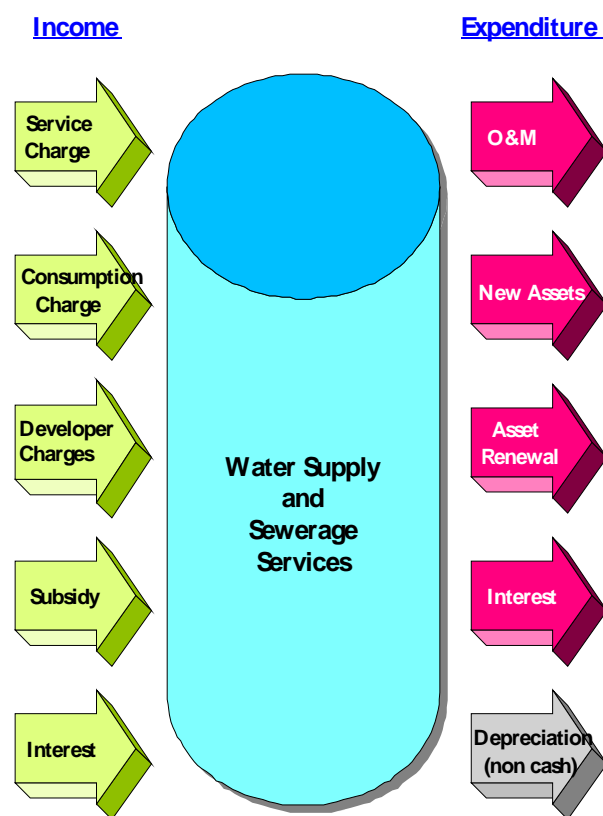 Income
Expenditure
Service
Charge
O&M
Consumption
Charge
New Assets
Developer
Charges
Asset
Renewal
Water Supply
and
Sewerage
Services
Subsidy
Interest
Interest
Depreciation
(non cash)